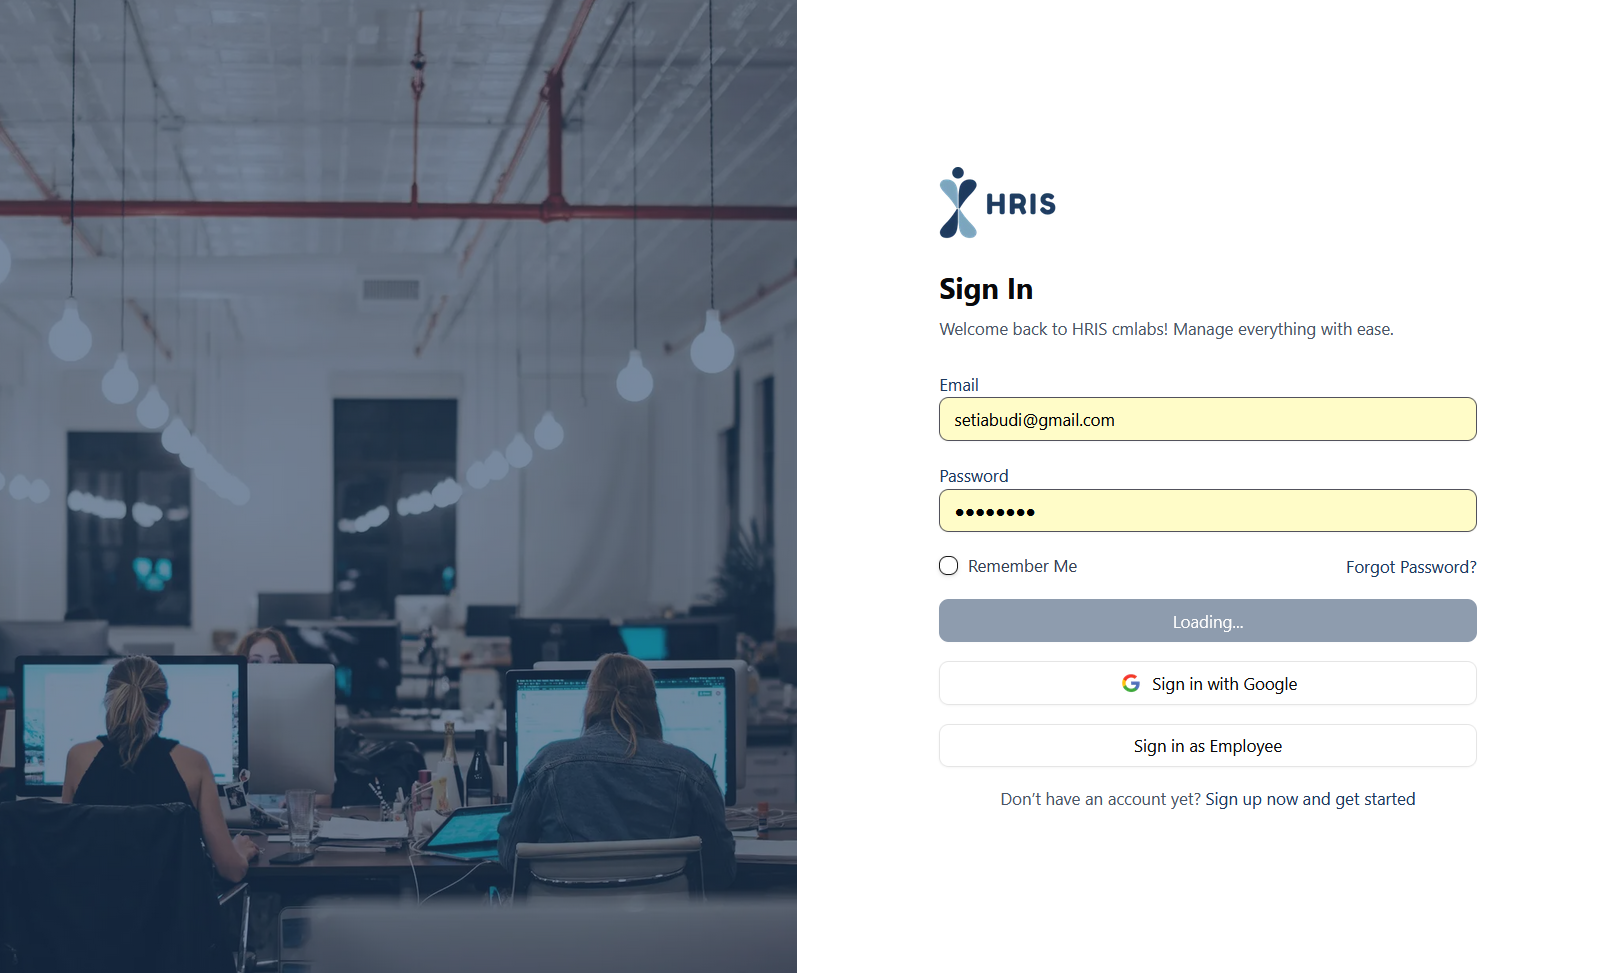 HRIS
Sign In
Welcome back to HRIS cmlabs! Manage everything with ease.
Email
setiabudi@gmail.com
Password
••••••••
Remember Me
Forgot Password?
Loading...
Sign in with Google
Sign in as Employee
Don't have an account yet? Sign up now and get started